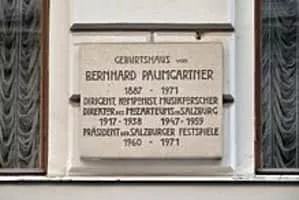 GEBURTSHAUS VON
BERNHARD PAUMGARTNER
1887 - 1971
DIRIGENT, KOMPONIST, MUSIKFORSCHER
DIREKTOR DES MOZARTEUMS IN SALZBURG
1917 - 1938 1947 - 1959
PRÄSIDENT DER SALZBURGER FESTSPIELE
1960 - 1971